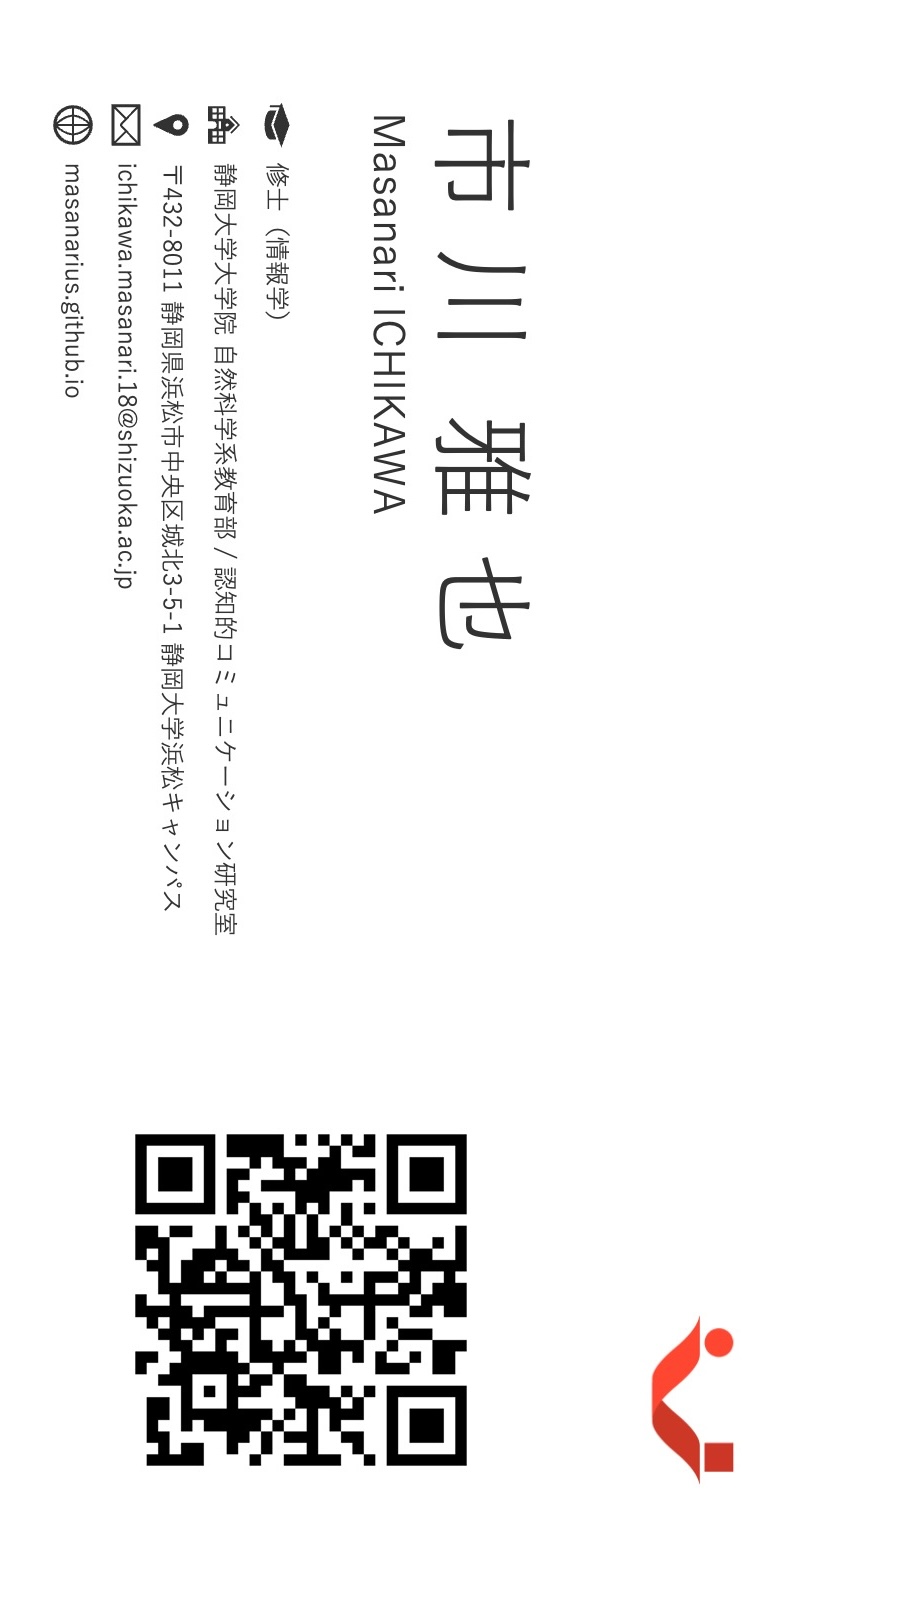 市川 雅也
Masanari ICHIKAWA
修士（情報学）
静岡大学大学院 自然科学系教育部 / 認知的コミュニケーション研究室
〒432-8011 静岡県浜松市中央区城北3-5-1 静岡大学浜松キャンパス
ichikawa.masanari.18@shizuoka.ac.jp
masanarius.github.io